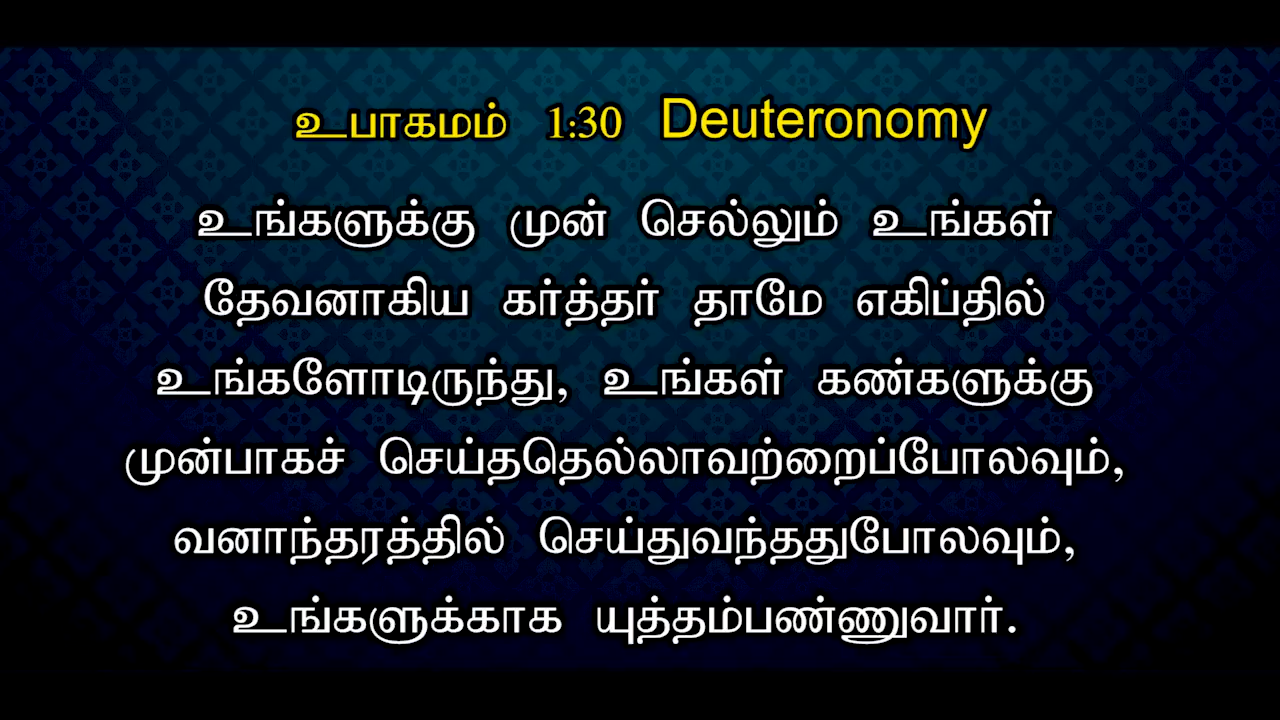 உபாகமம் 1:30 Deuteronomy
உங்களுக்கு முன் செல்லும் உங்கள்
தேவனாகிய கர்த்தர் தாமே எகிப்தில்
உங்களோடிருந்து, உங்கள் கண்களுக்கு
முன்பாகச் செய்ததெல்லாவற்றைப்போலவும்,
வனாந்தரத்தில் செய்துவந்ததுபோலவும்,
உங்களுக்காக யுத்தம்பண்ணுவார்.